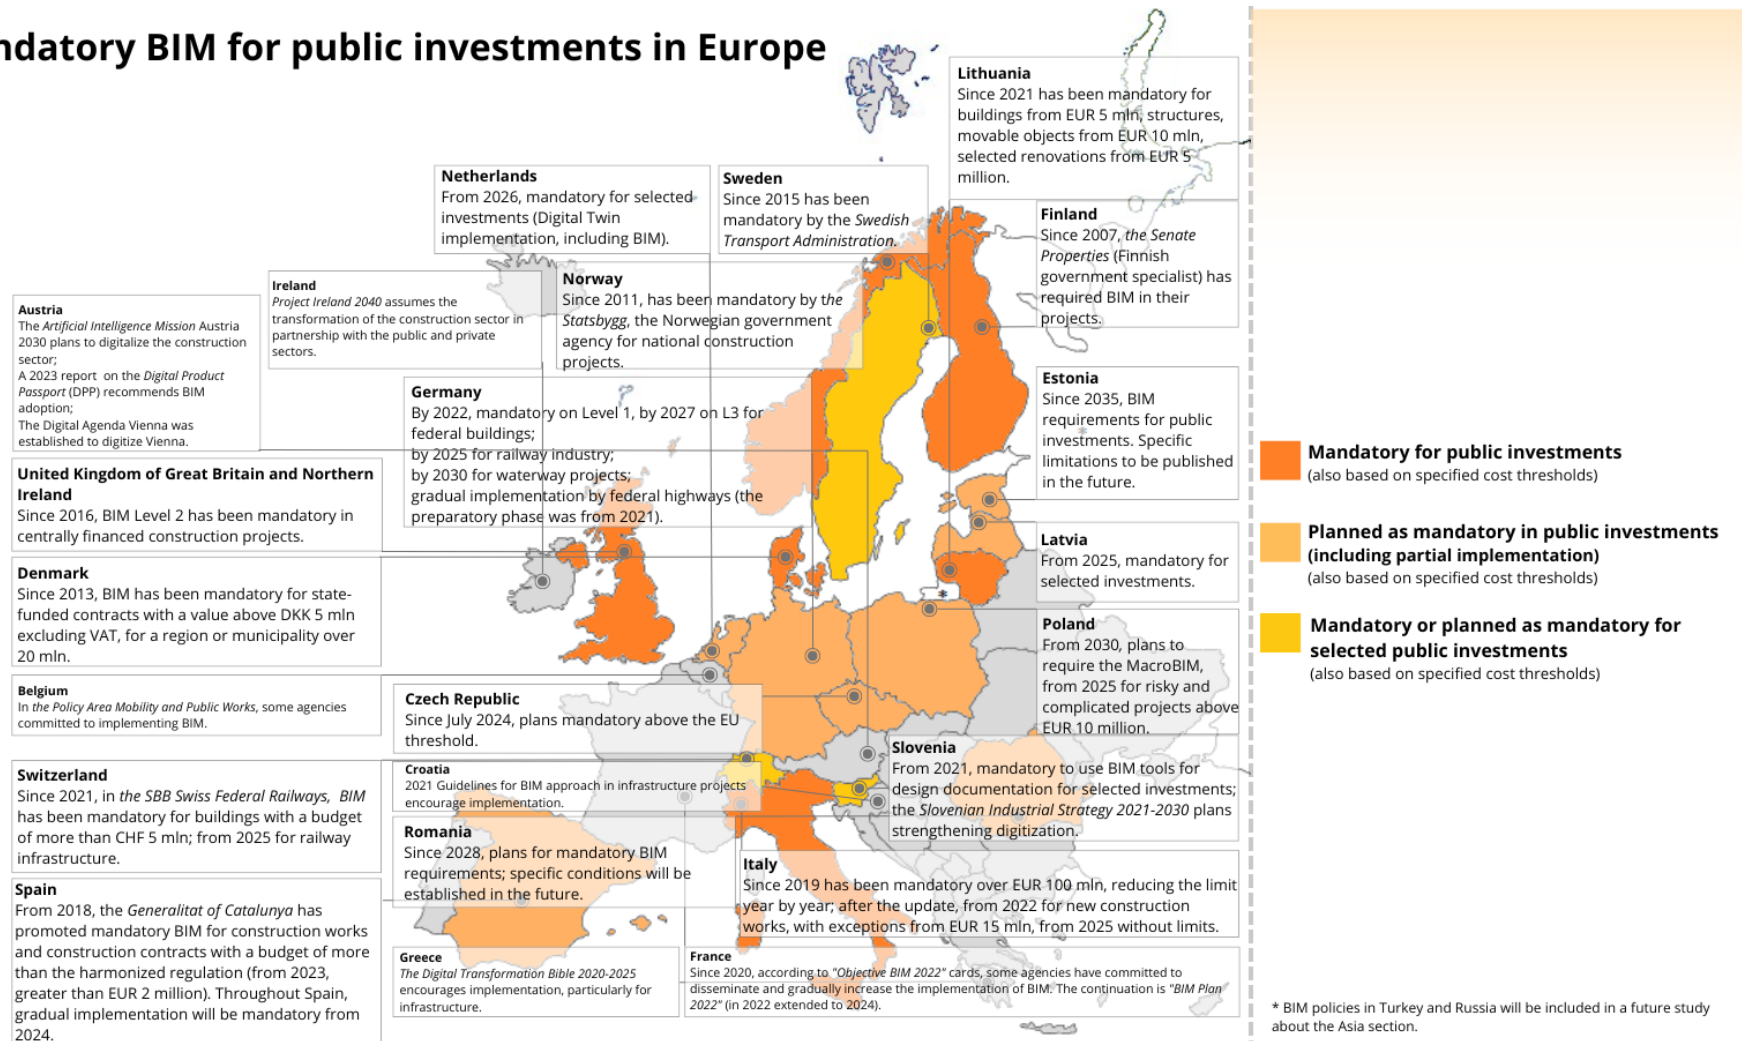 ndatory BIM for public investments in Europe
Lithuania
Since 2021 has been mandatory for
buildings from EUR 5 mln, structures,
movable objects from EUR 10 mln,
selected renovations from EUR 5
million.
Netherlands
From 2026, mandatory for selected
investments (Digital Twin
implementation, including BIM).
Sweden
Since 2015 has been
mandatory by the Swedish
Transport Administration.
Finland
Since 2007, the Senate
Properties (Finnish
government specialist) has
required BIM in their
projects.
Norway
Since 2011, has been mandatory by the
Statsbygg, the Norwegian government
agency for national construction
projects.
Ireland
Project Ireland 2040 assumes the
transformation of the construction sector in
partnership with the public and private
sectors.
Austria
The Artificial Intelligence Mission Austria
2030 plans to digitalize the construction
sector;
A 2023 report on the Digital Product
Passport (DPP) recommends BIM
adoption;
The Digital Agenda Vienna was
established to digitize Vienna.
Germany
By 2022, mandatory on Level 1, by 2027 on L3 for
federal buildings;
by 2025 for railway industry;
by 2030 for waterway projects;
gradual implementation by federal highways (the
preparatory phase was from 2021).
Estonia
Since 2035, BIM
requirements for public
investments. Specific
limitations to be published
in the future.
United Kingdom of Great Britain and Northern
Ireland
Since 2016, BIM Level 2 has been mandatory in
centrally financed construction projects.
Latvia
From 2025, mandatory for
selected investments.
Denmark
Since 2013, BIM has been mandatory for state-
funded contracts with a value above DKK 5 mln
excluding VAT, for a region or municipality over
20 mln.
*
Poland
From 2030, plans to
require the MacroBIM,
from 2025 for risky and
complicated projects above
EUR 10 million.
Belgium
In the Policy Area Mobility and Public Works, some agencies
committed to implementing BIM.
Czech Republic
Since July 2024, plans mandatory above the EU
threshold.
Slovenia
From 2021, mandatory to use BIM tools for
design documentation for selected investments;
the Slovenian Industrial Strategy 2021-2030 plans
strengthening digitization.
Switzerland
Since 2021, in the SBB Swiss Federal Railways, BIM
has been mandatory for buildings with a budget
of more than CHF 5 mln; from 2025 for railway
infrastructure.
Croatia
2021 Guidelines for BIM approach in infrastructure projects
encourage implementation.
Romania
Since 2028, plans for mandatory BIM
requirements; specific conditions will be
established in the future.
Italy
Since 2019 has been mandatory over EUR 100 mln, reducing the limit
year by year; after the update, from 2022 for new construction
works, with exceptions from EUR 15 mln, from 2025 without limits.
Spain
From 2018, the Generalitat of Catalunya has
promoted mandatory BIM for construction works
and construction contracts with a budget of more
than the harmonized regulation (from 2023,
greater than EUR 2 million). Throughout Spain,
gradual implementation will be mandatory from
2024.
Greece
The Digital Transformation Bible 2020-2025
encourages implementation, particularly for
infrastructure.
France
Since 2020, according to "Objective BIM 2022" cards, some agencies have committed to
disseminate and gradually increase the implementation of BIM. The continuation is "BIM Plan
2022" (in 2022 extended to 2024).
Mandatory for public investments
(also based on specified cost thresholds)
Planned as mandatory in public investments
(including partial implementation)
(also based on specified cost thresholds)
Mandatory or planned as mandatory for
selected public investments
(also based on specified cost thresholds)
* BIM policies in Turkey and Russia will be included in a future study
about the Asia section.